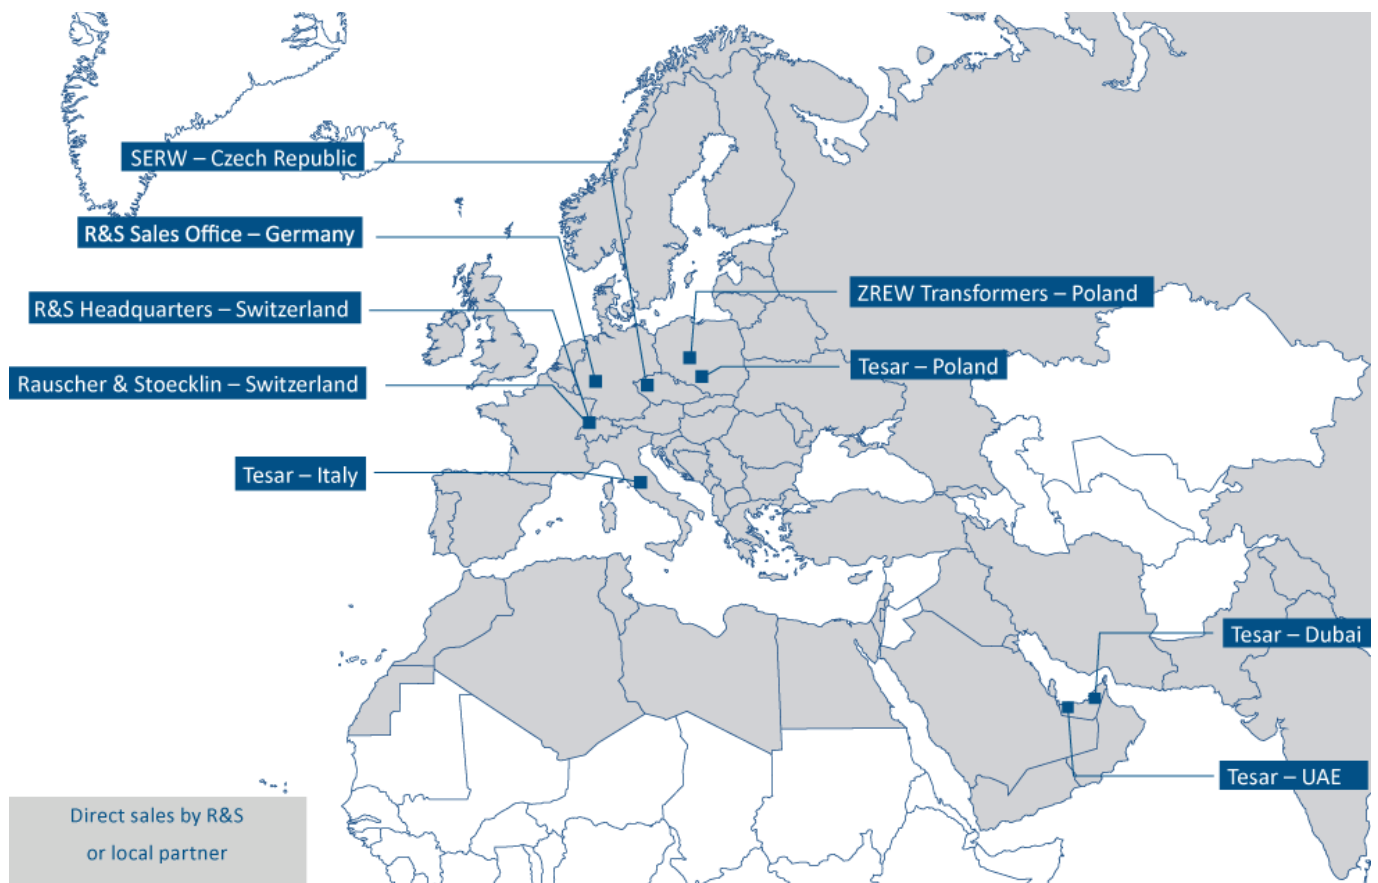 SERW – Czech Republic
R&S Sales Office – Germany
R&S Headquarters – Switzerland
Rauscher & Stoecklin – Switzerland
Tesar – Italy
ZREW Transformers – Poland
Tesar – Poland
Tesar – Dubai
Tesar – UAE
Direct sales by R&S
or local partner